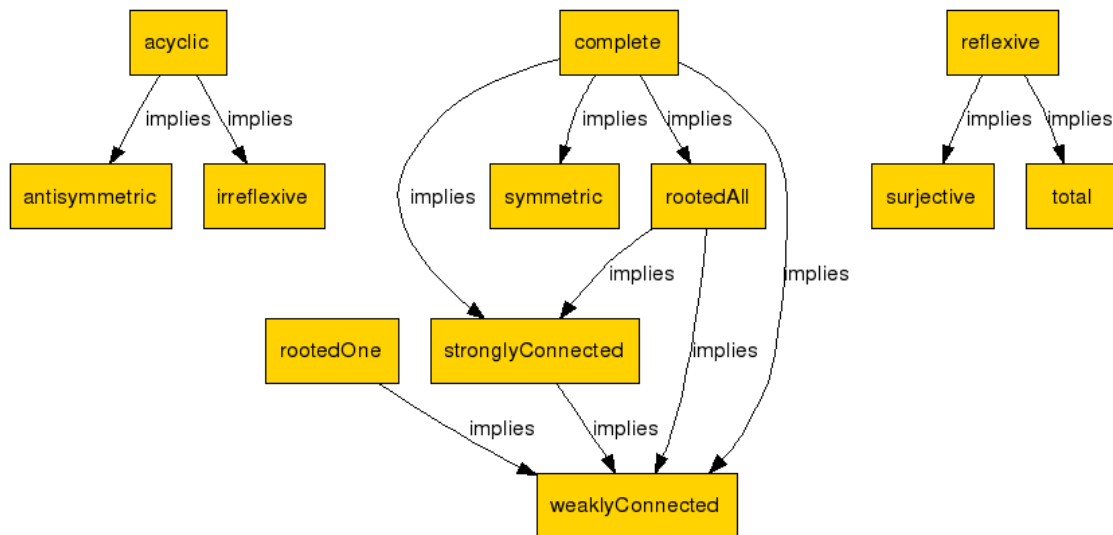 acyclic
complete
reflexive
implies
implies
implies
implies
implies
implies
antisymmetric
irreflexive
implies
symmetric
rootedAll
surjective
total
implies
implies
rootedOne
stronglyConnected
implies
implies
implies
weaklyConnected